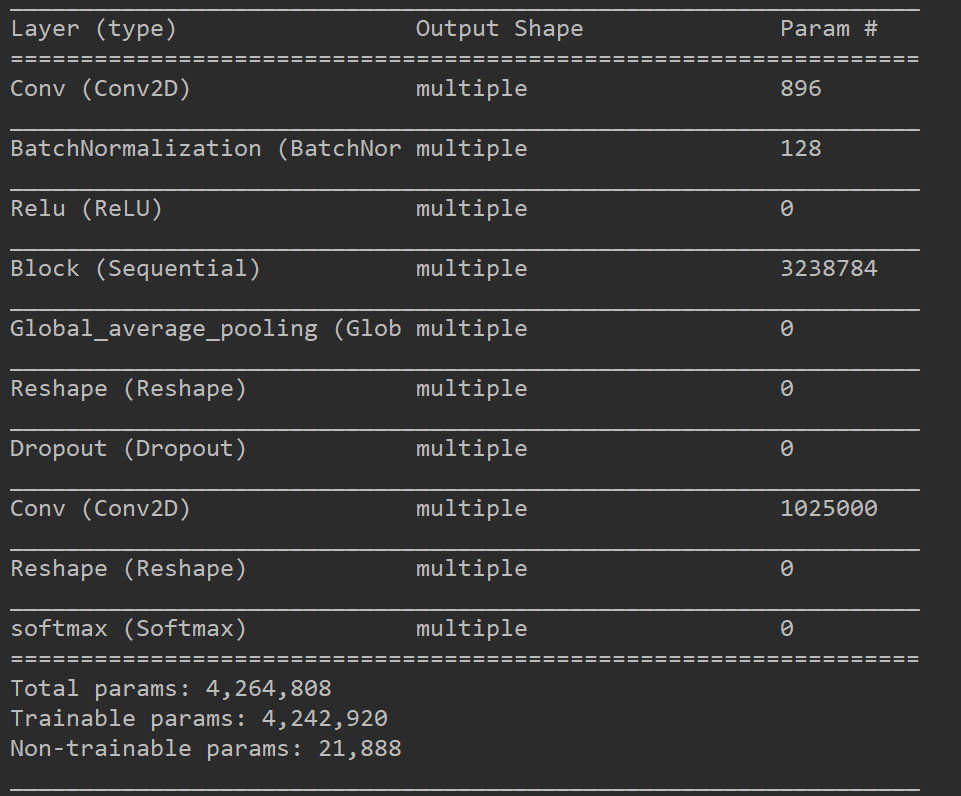 Layer (type) Output Shape Param #
=================================================================
Conv (Conv2D) multiple 896
BatchNormalization (BatchNor multiple 128
Relu (ReLU) multiple 0
Block (Sequential) multiple 3238784
Global_average_pooling (Glob multiple 0
Reshape (Reshape) multiple 0
Dropout (Dropout) multiple 0
Conv (Conv2D) multiple 1025000
Reshape (Reshape) multiple 0
softmax (Softmax) multiple 0
=================================================================
Total params: 4,264,808
Trainable params: 4,242,920
Non-trainable params: 21,888